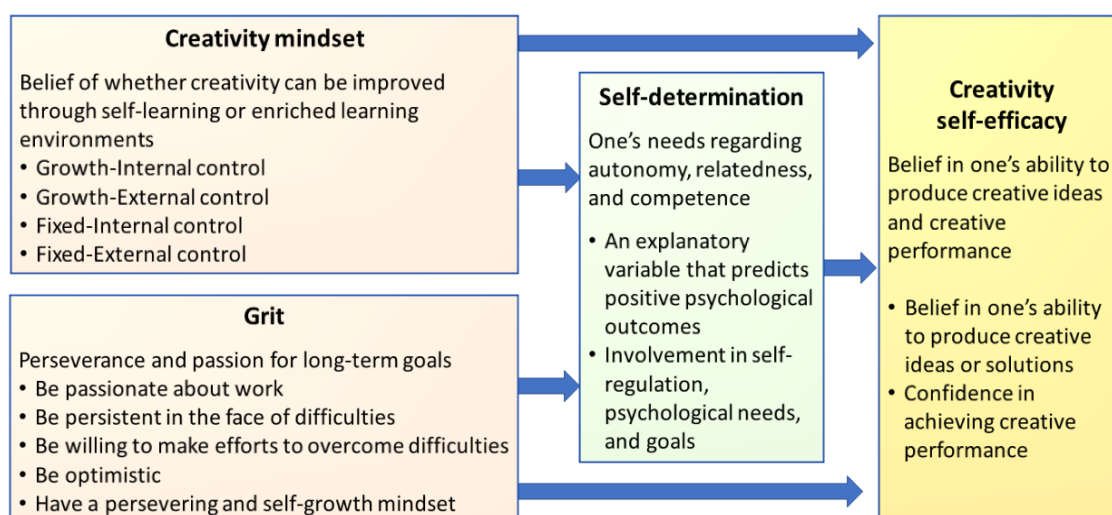 Creativity mindset
Belief of whether creativity can be improved
through self-learning or enriched learning
environments
• Growth-Internal control
• Growth-External control
• Fixed-Internal control
• Fixed-External control
Grit
Perseverance and passion for long-term goals
• Be passionate about work
• Be persistent in the face of difficulties
• Be willing to make efforts to overcome difficulties
• Be optimistic
• Have a persevering and self-growth mindset
Self-determination
One’s needs regarding
autonomy, relatedness,
and competence
• An explanatory
variable that predicts
positive psychological
outcomes
• Involvement in self-
regulation,
psychological needs,
and goals
Creativity
self-efficacy
Belief in one’s ability to
produce creative ideas
and creative
performance
• Belief in one’s ability
to produce creative
ideas or solutions
• Confidence in
achieving creative
performance